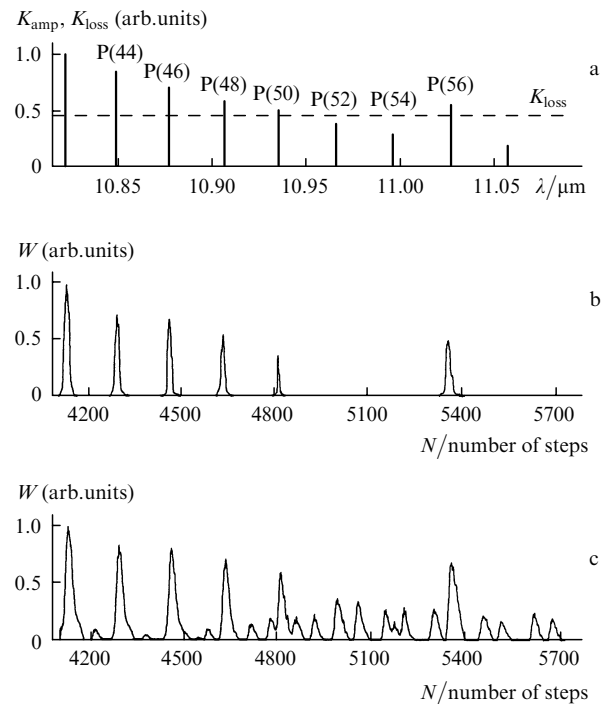 K_amp, K_loss (arb.units)
a
1.0
P(44)
P(46)
P(48)
P(50)
P(52)
P(54)
P(56)
K_loss
0.5
0
10.85 10.90 10.95 11.00 11.05 λ/μm
W (arb.units)
b
1.0
0.5
0
4200 4500 4800 5100 5400 5700
N/number of steps
W (arb.units)
c
1.0
0.5
0
4200 4500 4800 5100 5400 5700
N/number of steps